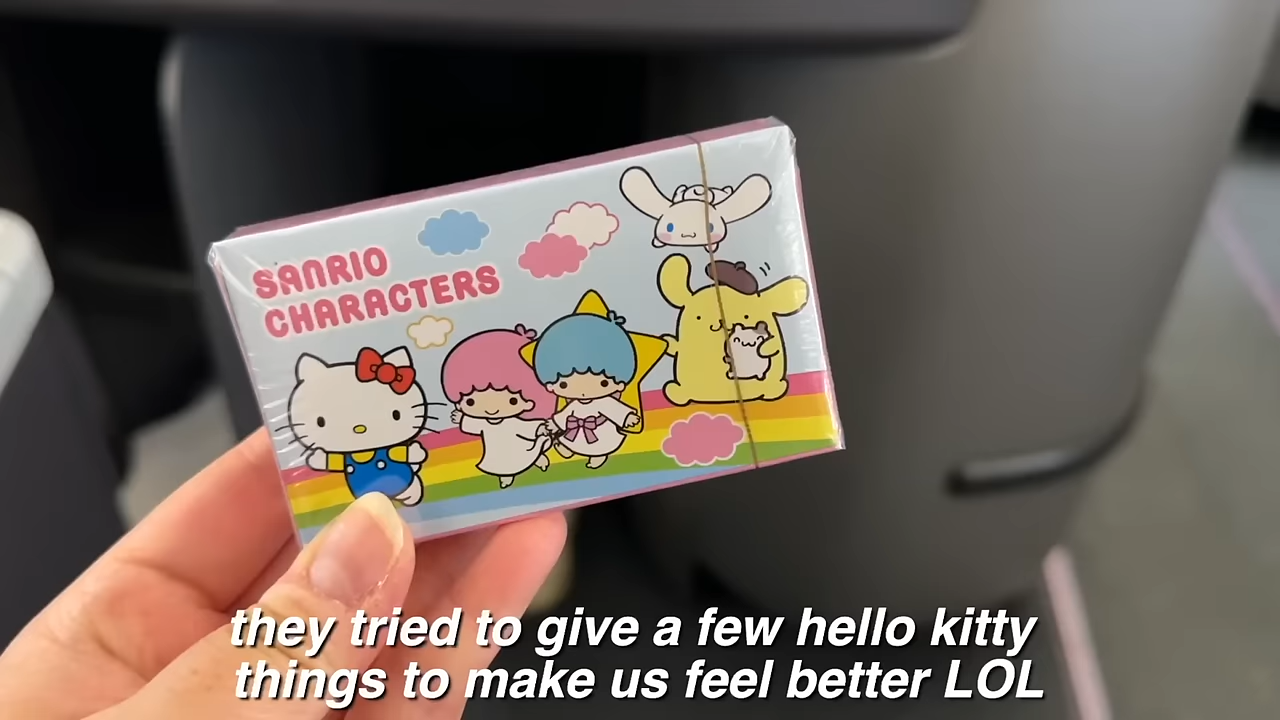 SANRIO
CHARACTERS
they tried to give a few hello kitty
things to make us feel better LOL